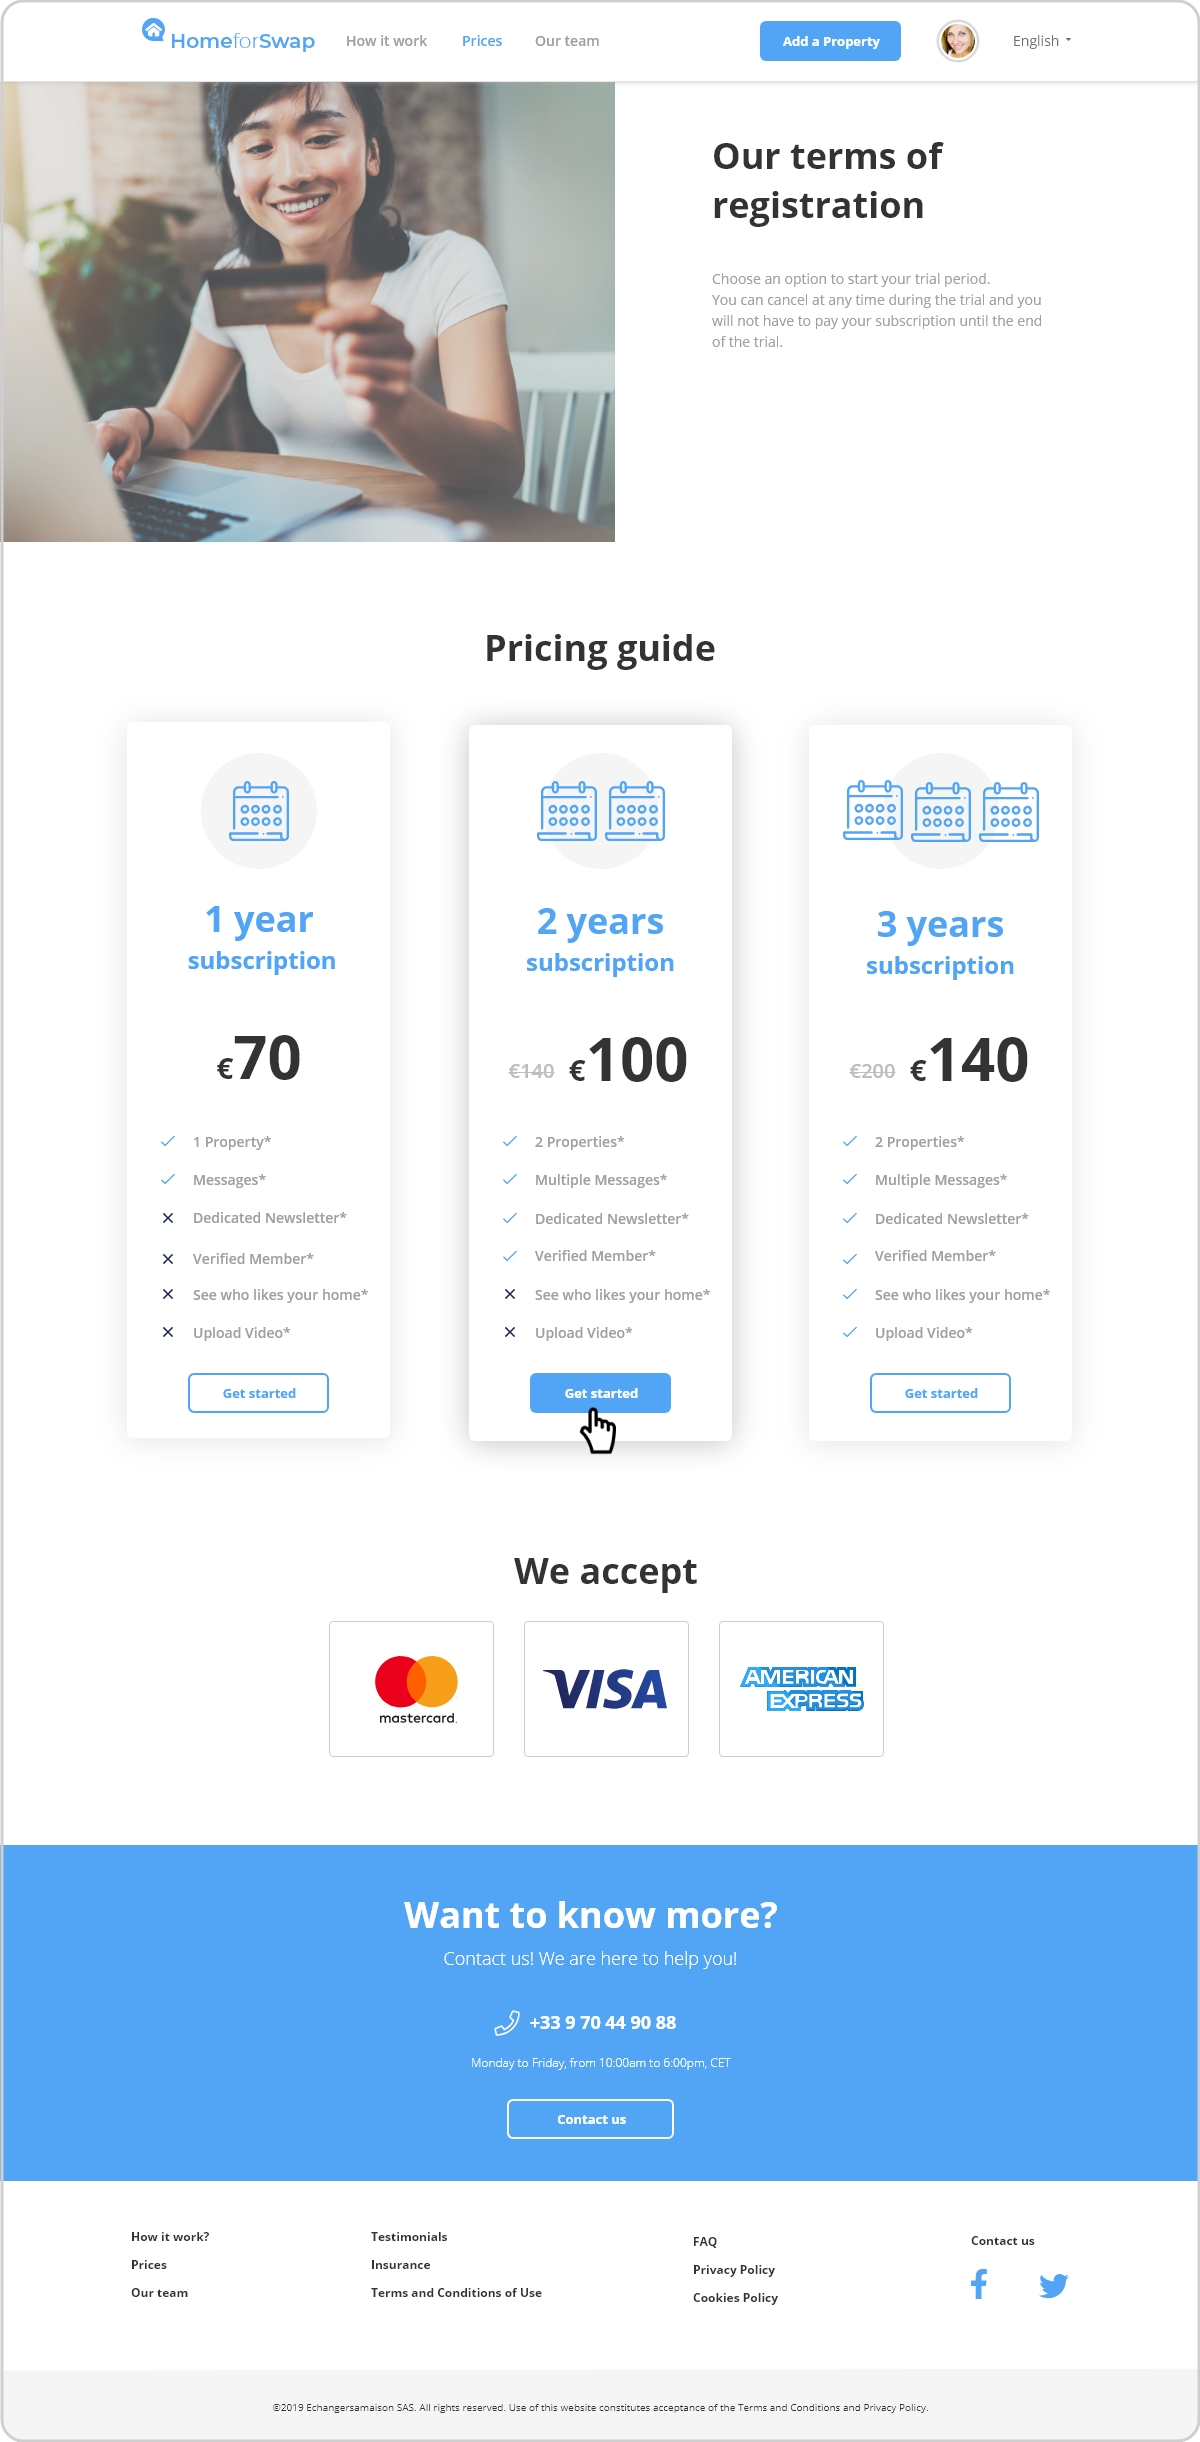 HomeforSwap
How it work
Prices
Our team
Add a Property
English
Our terms of
registration
Choose an option to start your trial period.
You can cancel at any time during the trial and you
will not have to pay your subscription until the end
of the trial.
Pricing guide
1 year
subscription
€70
1 Property*
Messages*
Dedicated Newsletter*
Verified Member*
See who likes your home*
Upload Video*
Get started
2 years
subscription
€140 €100
2 Properties*
Multiple Messages*
Dedicated Newsletter*
Verified Member*
See who likes your home*
Upload Video*
Get started
3 years
subscription
€200 €140
2 Properties*
Multiple Messages*
Dedicated Newsletter*
Verified Member*
See who likes your home*
Upload Video*
Get started
We accept
mastercard.
VISA
AMERICAN
EXPRESS
Want to know more?
Contact us! We are here to help you!
+33 9 70 44 90 88
Monday to Friday, from 10:00am to 6:00pm, CET
Contact us
How it work?
Prices
Our team
Testimonials
Insurance
Terms and Conditions of Use
FAQ
Privacy Policy
Cookies Policy
Contact us
©2019 Echangersamaison SAS. All rights reserved. Use of this website constitutes acceptance of the Terms and Conditions and Privacy Policy.